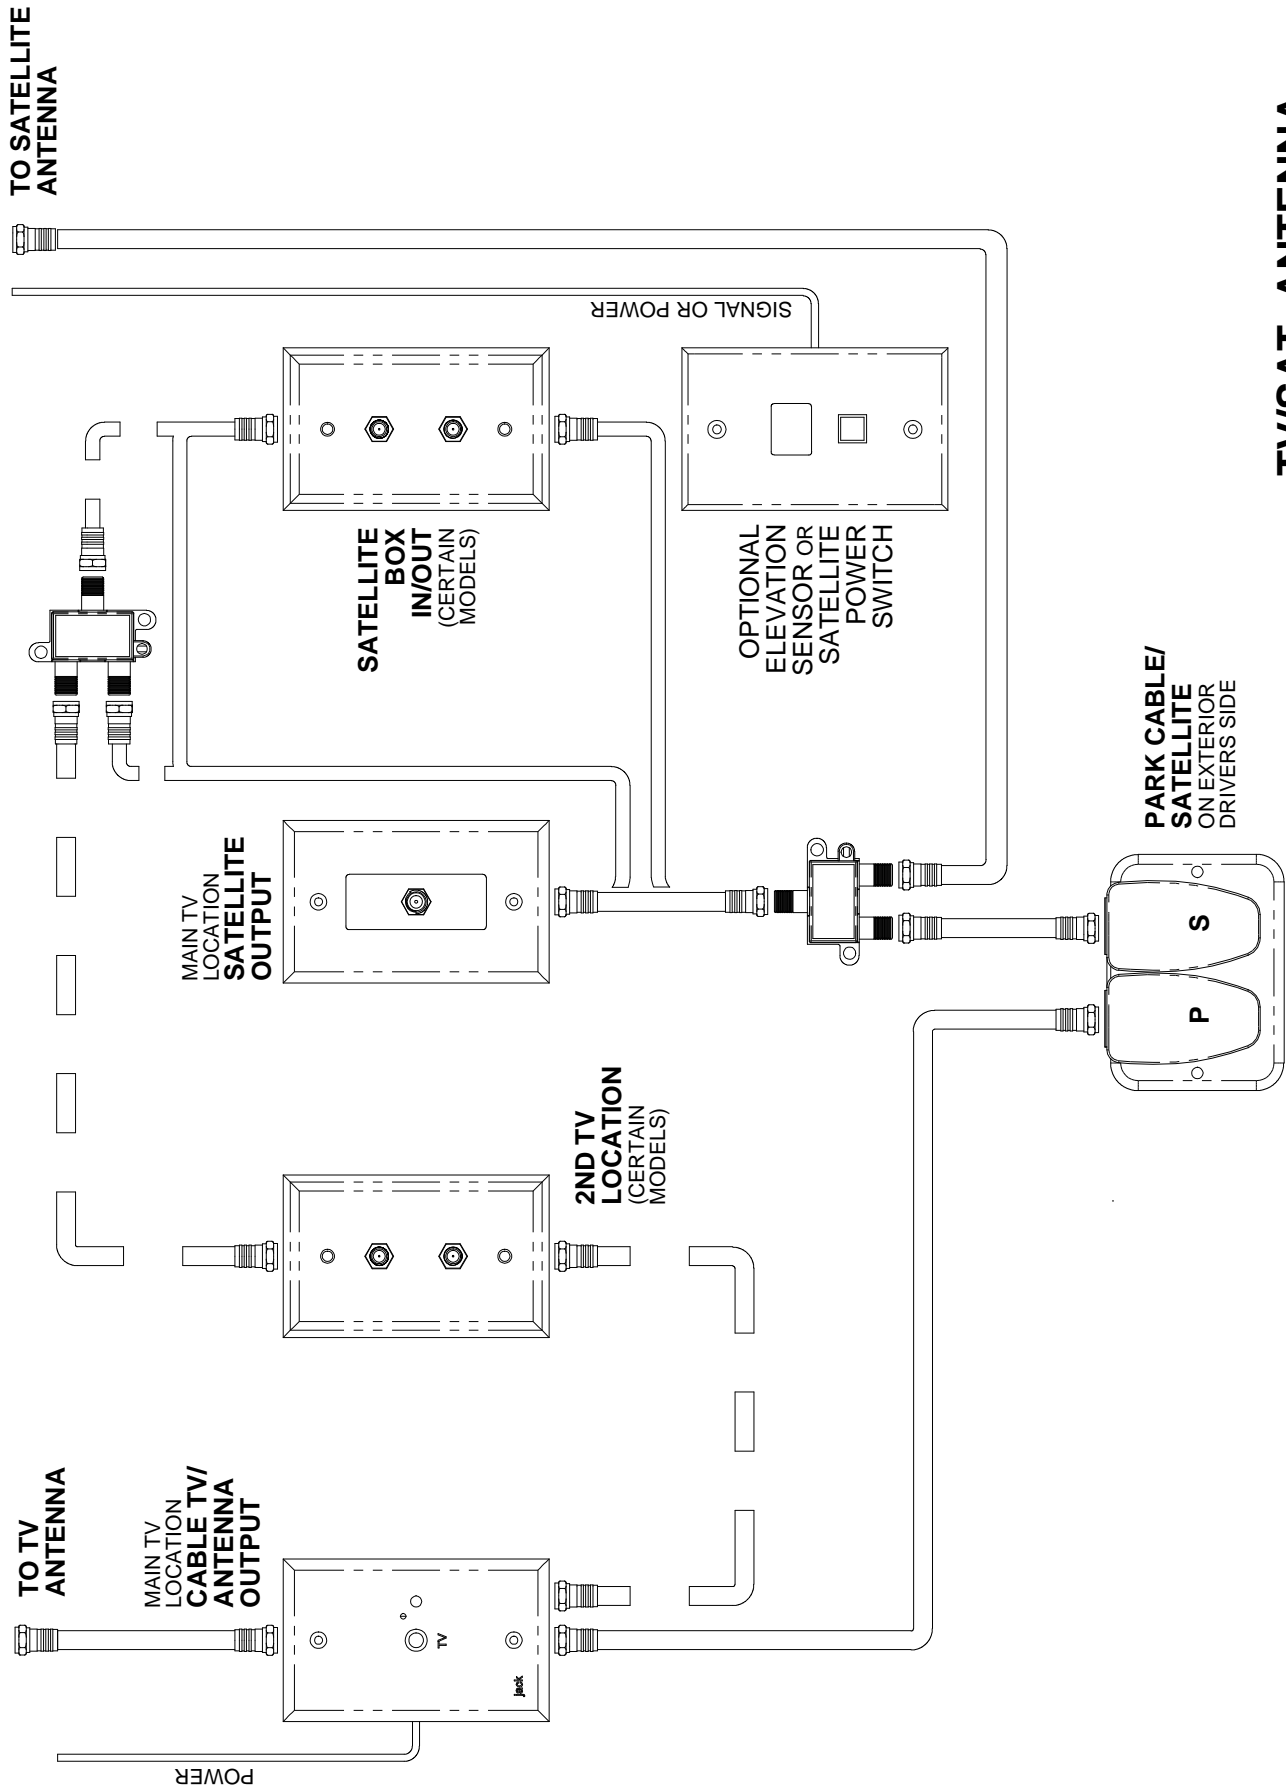 TO SATELLITE
ANTENNA
SIGNAL OR POWER
SATELLITE
BOX
IN/OUT
(CERTAIN
MODELS)
OPTIONAL
ELEVATION
SENSOR OR
SATELLITE
POWER
SWITCH
MAIN TV
LOCATION
SATELLITE
OUTPUT
PARK CABLE/
SATELLITE
ON EXTERIOR
DRIVERS SIDE
S
P
2ND TV
LOCATION
(CERTAIN
MODELS)
TO TV
ANTENNA
MAIN TV
LOCATION
CABLE TV/
ANTENNA
OUTPUT
TV
jack
POWER
TV/SAT  ANTENNA